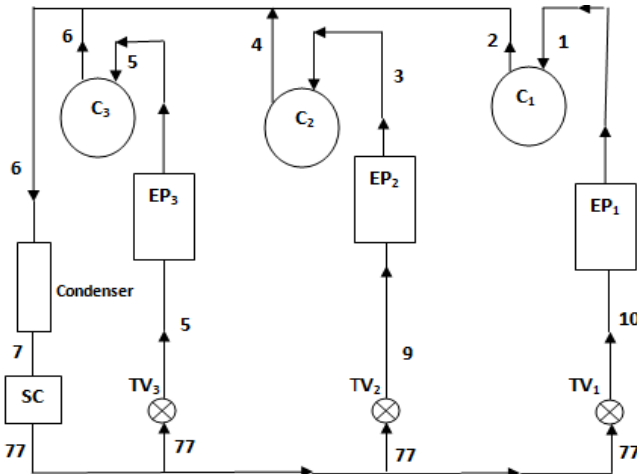 6
5
4
3
2
1
C₃
C₂
C₁
6
EP₃
EP₂
EP₁
Condenser
5
9
10
7
SC
TV₃
TV₂
TV₁
77
77
77
77